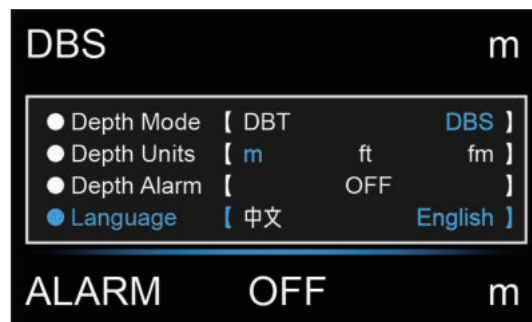 DBS m
Depth Mode 【 DBT DBS 】
Depth Units 【 m ft fm 】
Depth Alarm 【 OFF 】
Language 【 中文 English 】
ALARM OFF m